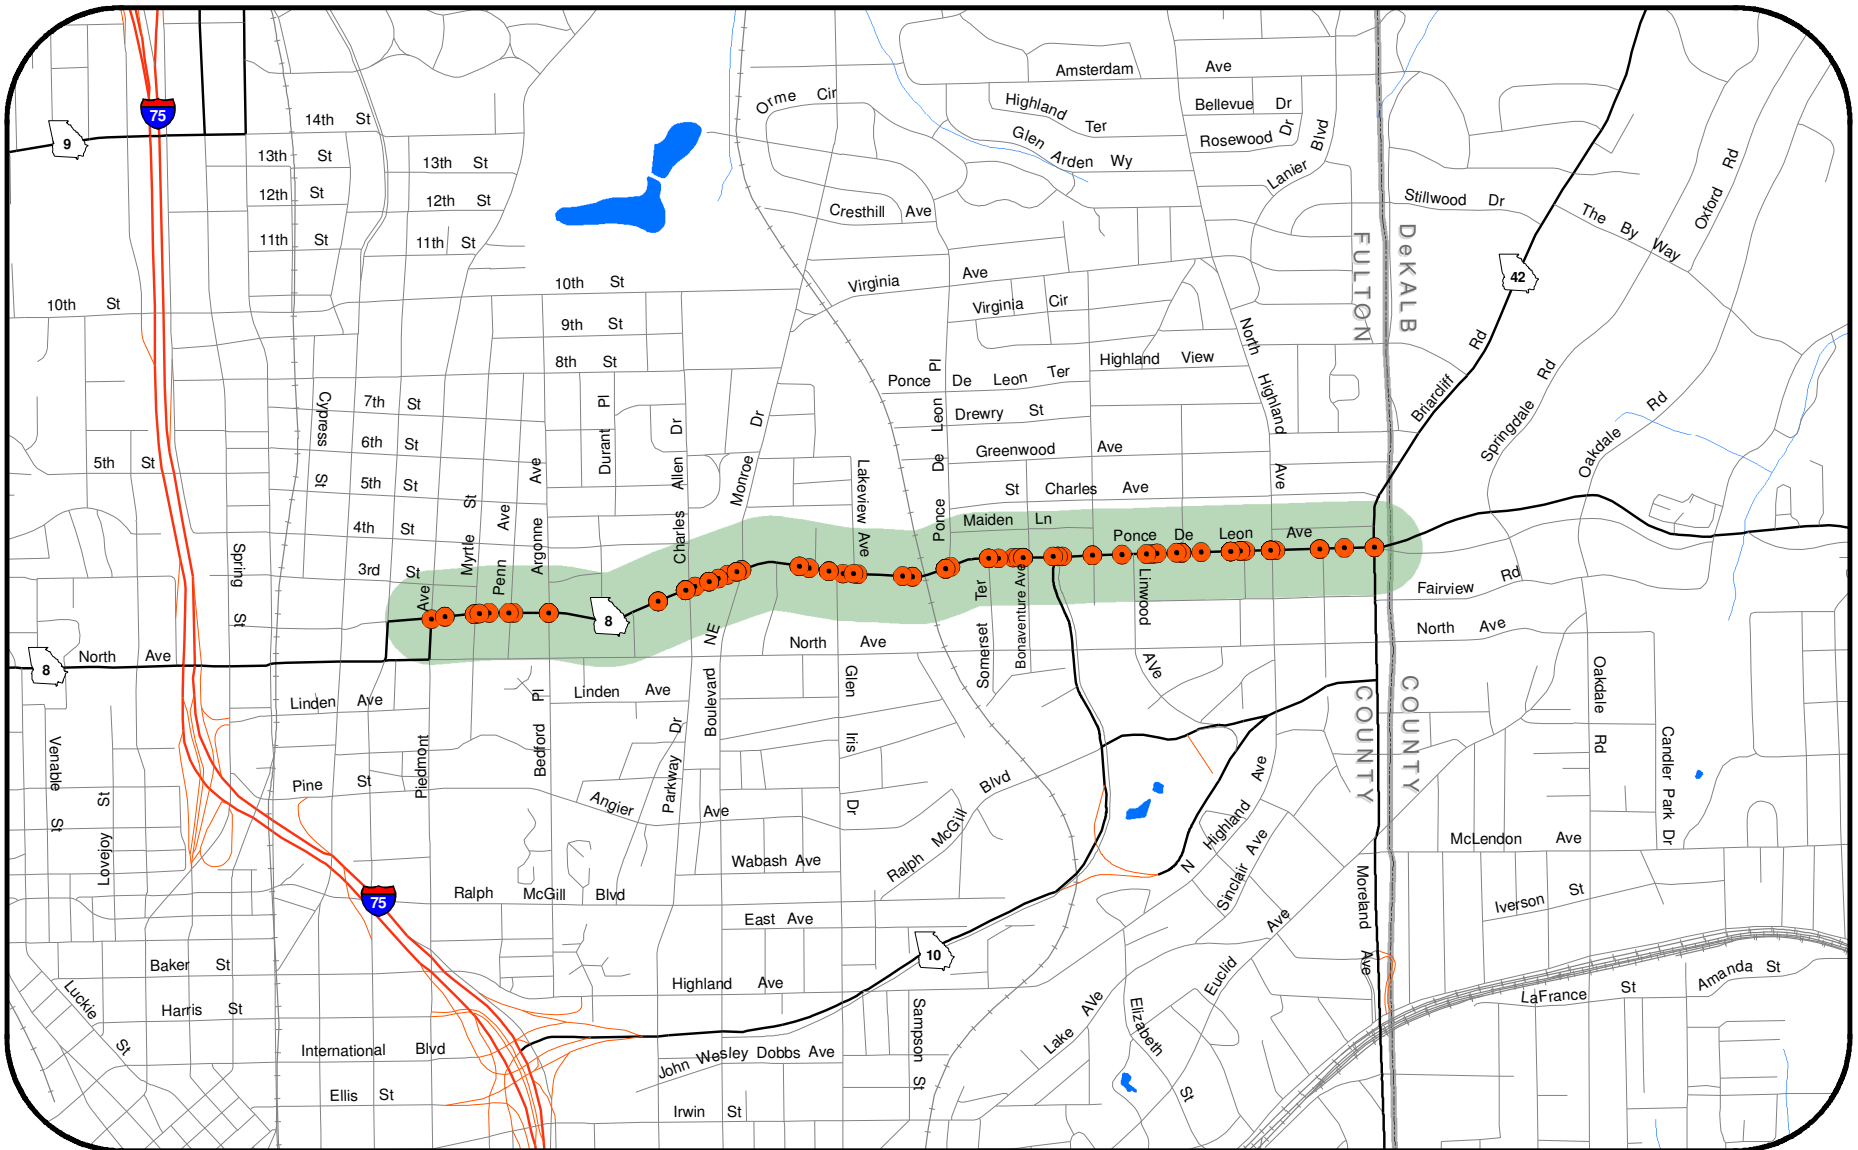 Amsterdam Ave
75
Orme Cir
Highland Ter
Bellevue Dr
14th St
9
Glen Arden Wy
Rosewood Dr
Lanier Blvd
13th St
13th St
Oxford Rd
12th St
12th St
Stillwood Dr
Cresthill Ave
The By Way
11th St
11th St
FULTON
DeKALB
42
10th St
Virginia Ave
10th St
Virginia Cir
9th St
North Highland Ave
8th St
Highland View
Briarcliff Rd
Ponce De Leon Ter
Springdale Rd
Oakdale Rd
Cypress St
7th St
Durant Pl
Charles Allen Dr
Monroe Dr
Ponce De Leon Pl
Drewry St
6th St
Greenwood Ave
5th St
5th St
Myrtle St
Penn Ave
Argonne Ave
Lakeview Ave
St Charles Ave
4th St
Maiden Ln
Ponce De Leon Ave
Spring St
3rd St
Fairview Rd
8
North Ave
8
North Ave
North Ave
Piedmont Ave
Bedford Pl
Boulevard NE
Somerset Ter
Bonaventure Ave
Linwood AVe
Linden Ave
Linden Ave
Parkway Dr
Glen Iris Dr
COUNTY
COUNTY
Oakdale Rd
Candler Park Dr
Venable St
Lovejoy St
Pine St
Angier Ave
Ralph McGill Blvd
N Highland Ave
Sinclair Ave
McLendon Ave
Wabash Ave
75
Ralph McGill Blvd
East Ave
Moreland Ave
Iverson St
10
Baker St
Highland Ave
Euclid Ave
Amanda St
LaFrance St
Luckie St
Harris St
Sampson St
Lake AVe
Elizabeth St
International Blvd
John Wesley Dobbs Ave
Ellis St
Irwin St